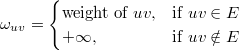 ω_{uv} = { weight of uv, if uv ∈ E
+∞, if uv ∉ E